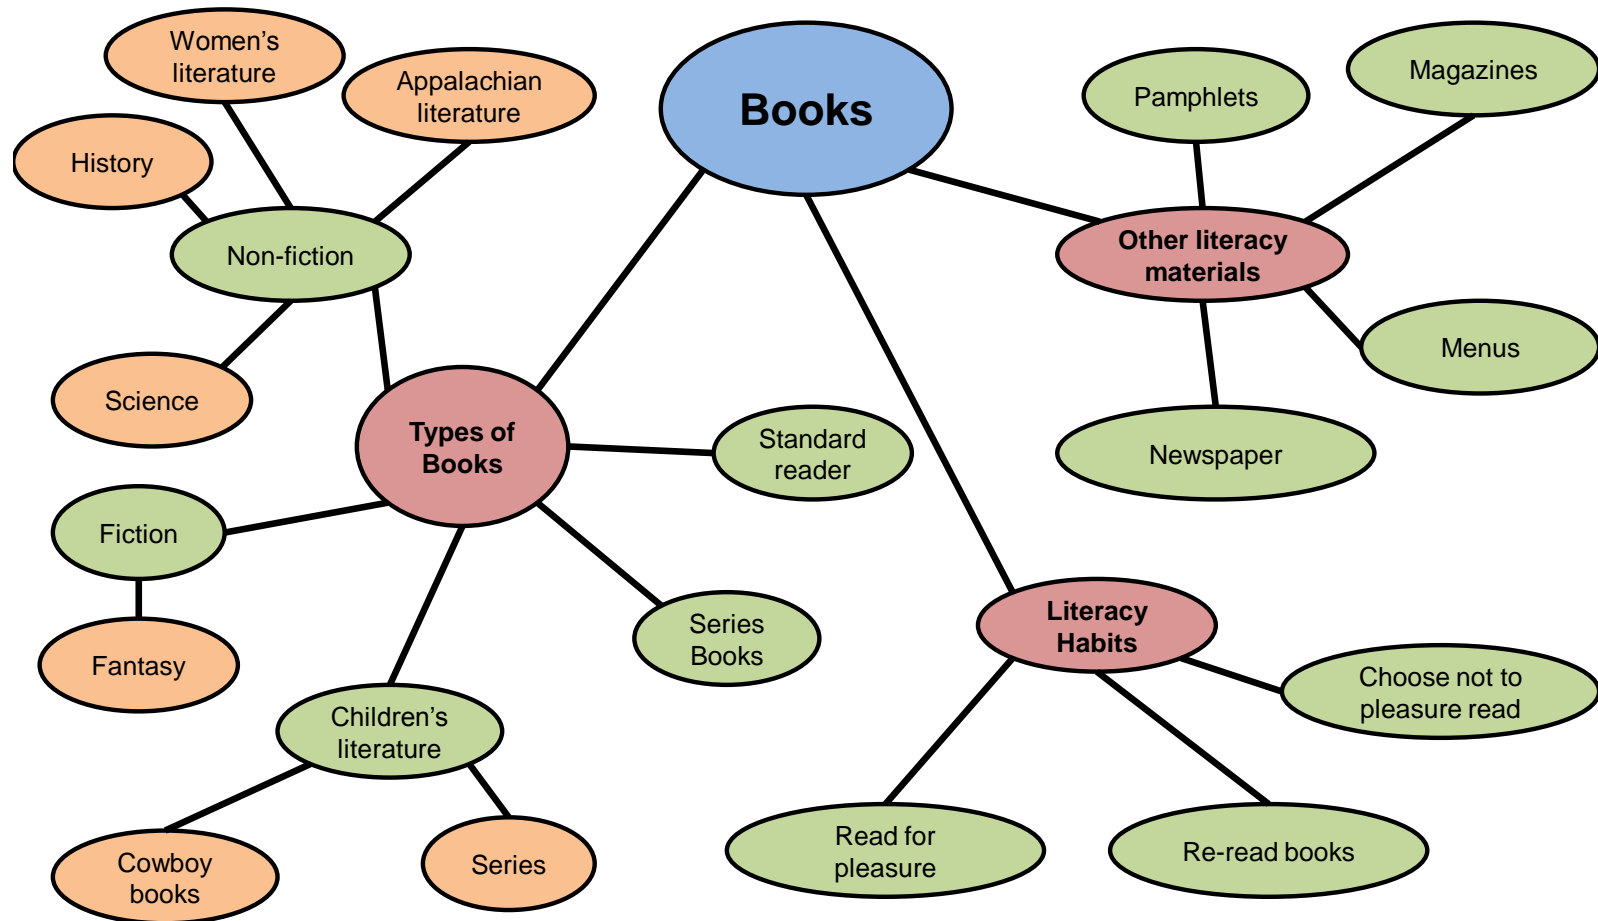 Women’s
literature
Appalachian
literature
Books
Pamphlets
Magazines
History
Non-fiction
Other literacy
materials
Science
Menus
Types of
Books
Standard
reader
Newspaper
Fiction
Fantasy
Series
Books
Literacy
Habits
Children’s
literature
Choose not to
pleasure read
Cowboy
books
Series
Read for
pleasure
Re-read books